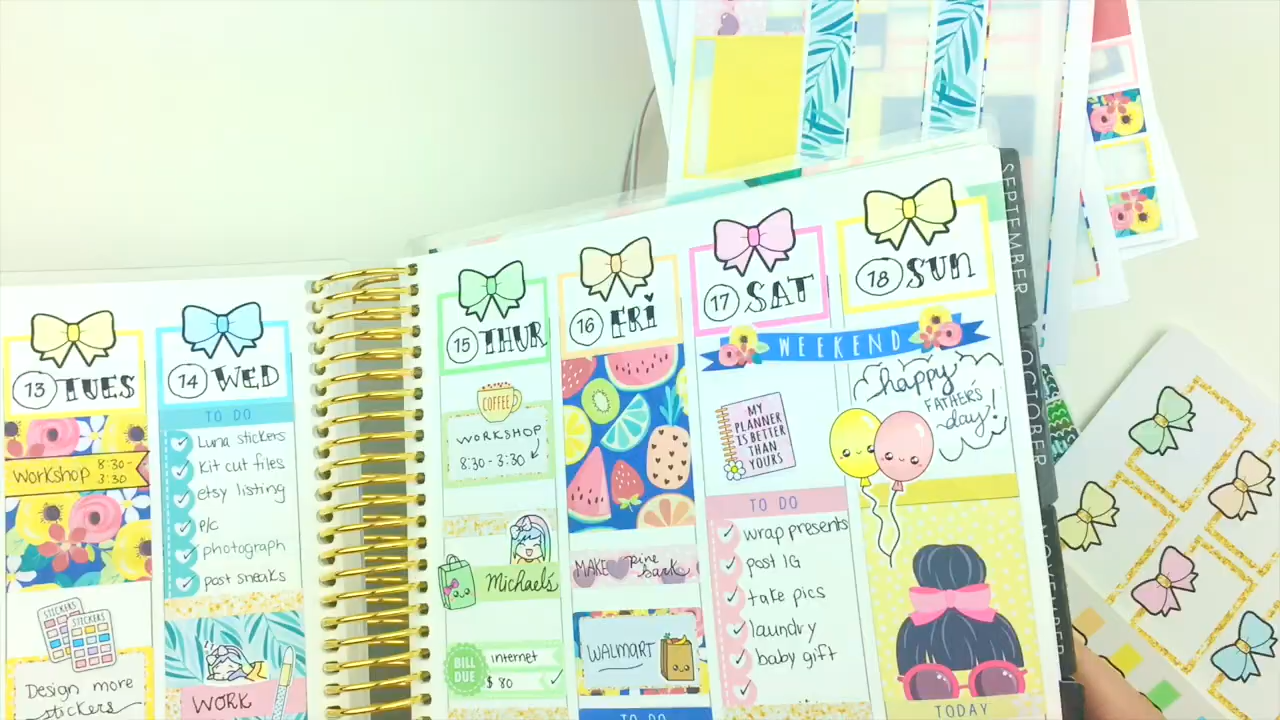 13 TUES
Workshop 8:30-
3:30
STICKERS
STICKERS
Design more
stickers
14 WED
TO DO
Luna stickers
Kit cut files
etsy listing
P/C
photograph
post sneaks
WORK
15 THUR
COFFEE
WORKSHOP
8:30-3:30
Michaels
BILL
DUE
internet
$ 80
16 FRI
MAKE
WALMART
TO DO
17 SAT
WEEKEND
MY
PLANNER
IS BETTER
THAN
YOURS
TO DO
wrap presents
post IG
take pics
laundry
baby gift
18 SUN
happy
FATHER'S
day!
TODAY
SEPTEMBER
OCTOBER
NOVEMBER